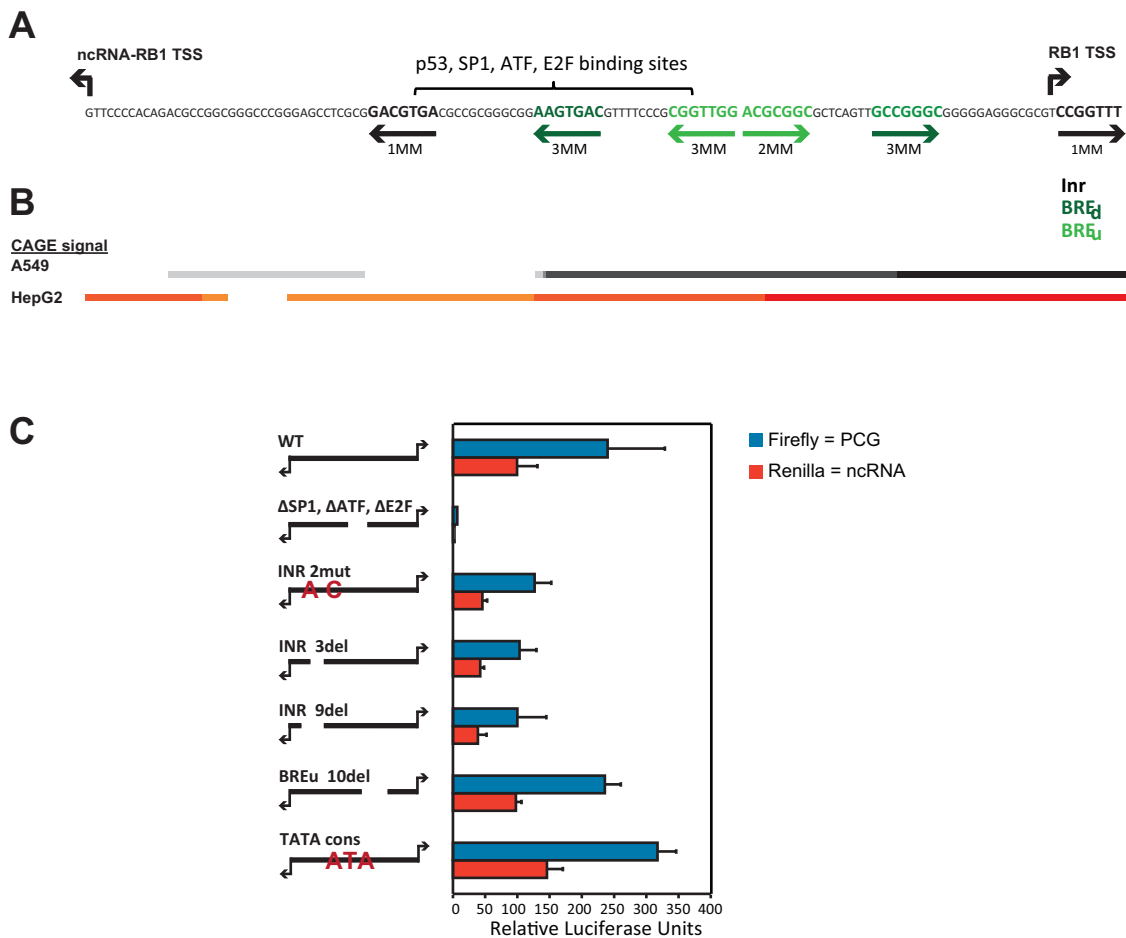 A
ncRNA-RB1 TSS
RB1 TSS
p53, SP1, ATF, E2F binding sites
GTTCCCCACAGACGCCGGCGGGCCCGGGAGCCTCGCGGACGTGACGCCGCGGGCGGAAGTGACGTTTTCCCGCGGTTGGACGCGGCGCTCAGTTGCCGGGCGGGGGAGGGCGCGTCCGGTTT
1MM 3MM 3MM 2MM 3MM 1MM
Inr
BREd
BREu
B
CAGE signal
A549
HepG2
C
WT
Firefly = PCG
Renilla = ncRNA
ΔSP1, ΔATF, ΔE2F
INR 2mut
A C
INR 3del
INR 9del
BREu 10del
TATA cons
ATA
0 50 100 150 200 250 300 350 400
Relative Luciferase Units